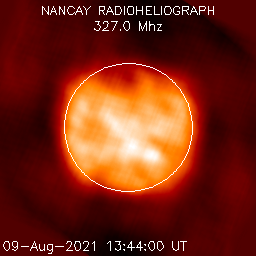 NANCAY RADIOHELIOGRAPH
327.0 Mhz
09-Aug-2021 13:44:00 UT